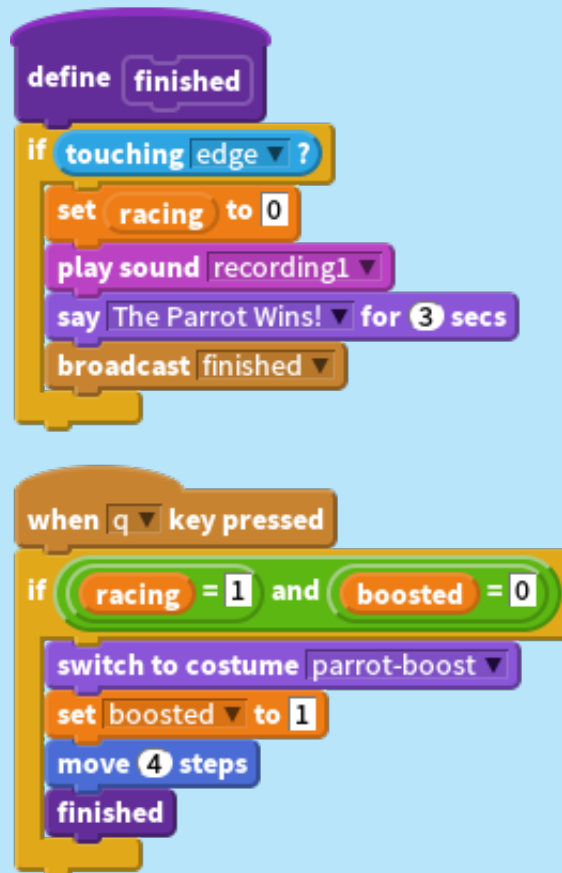 define finished
if touching edge ?
set racing to 0
play sound recording1
say The Parrot Wins! for 3 secs
broadcast finished
when q key pressed
if racing = 1 and boosted = 0
switch to costume parrot-boost
set boosted to 1
move 4 steps
finished